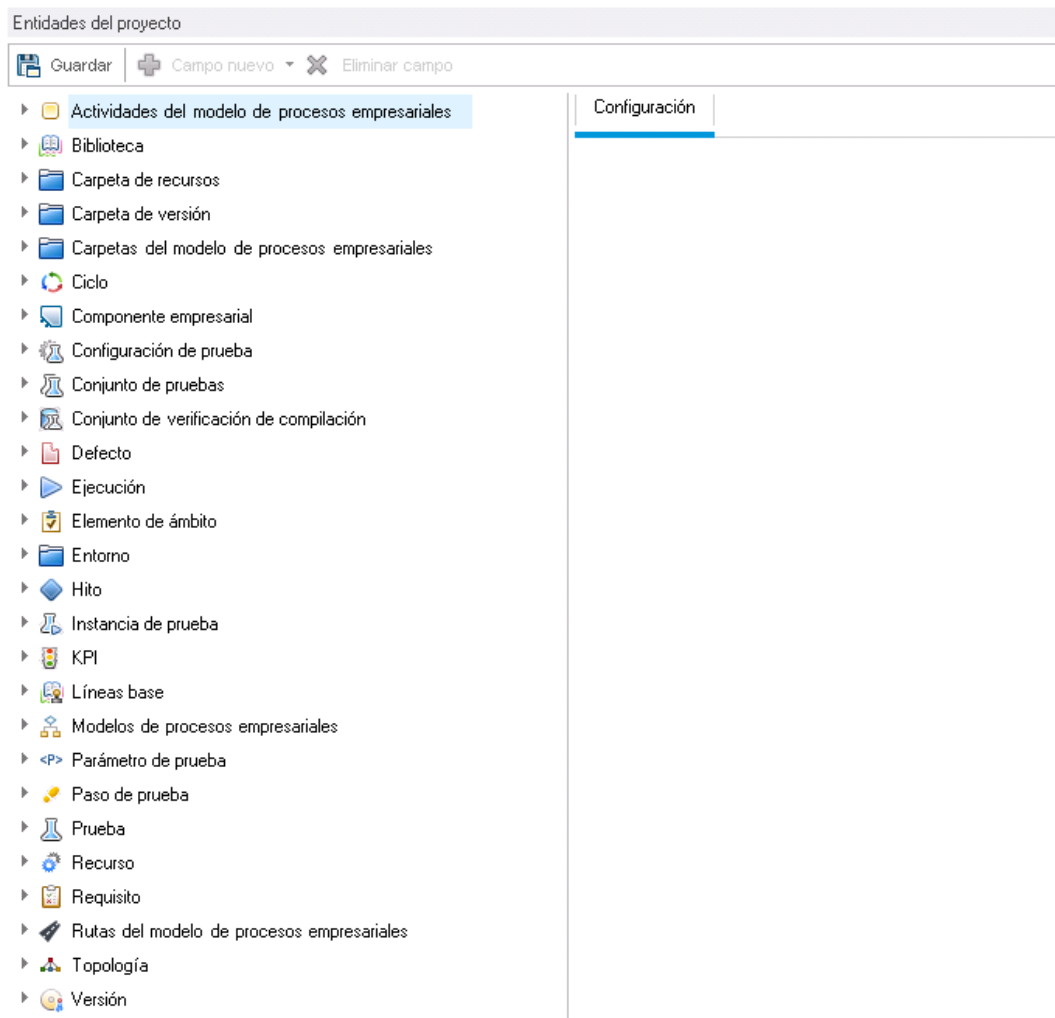 Entidades del proyecto
Guardar Campo nuevo Eliminar campo
Actividades del modelo de procesos empresariales
Configuración
Biblioteca
Carpeta de recursos
Carpeta de versión
Carpetas del modelo de procesos empresariales
Ciclo
Componente empresarial
Configuración de prueba
Conjunto de pruebas
Conjunto de verificación de compilación
Defecto
Ejecución
Elemento de ámbito
Entorno
Hito
Instancia de prueba
KPI
Líneas base
Modelos de procesos empresariales
<P> Parámetro de prueba
Paso de prueba
Prueba
Recurso
Requisito
Rutas del modelo de procesos empresariales
Topología
Versión